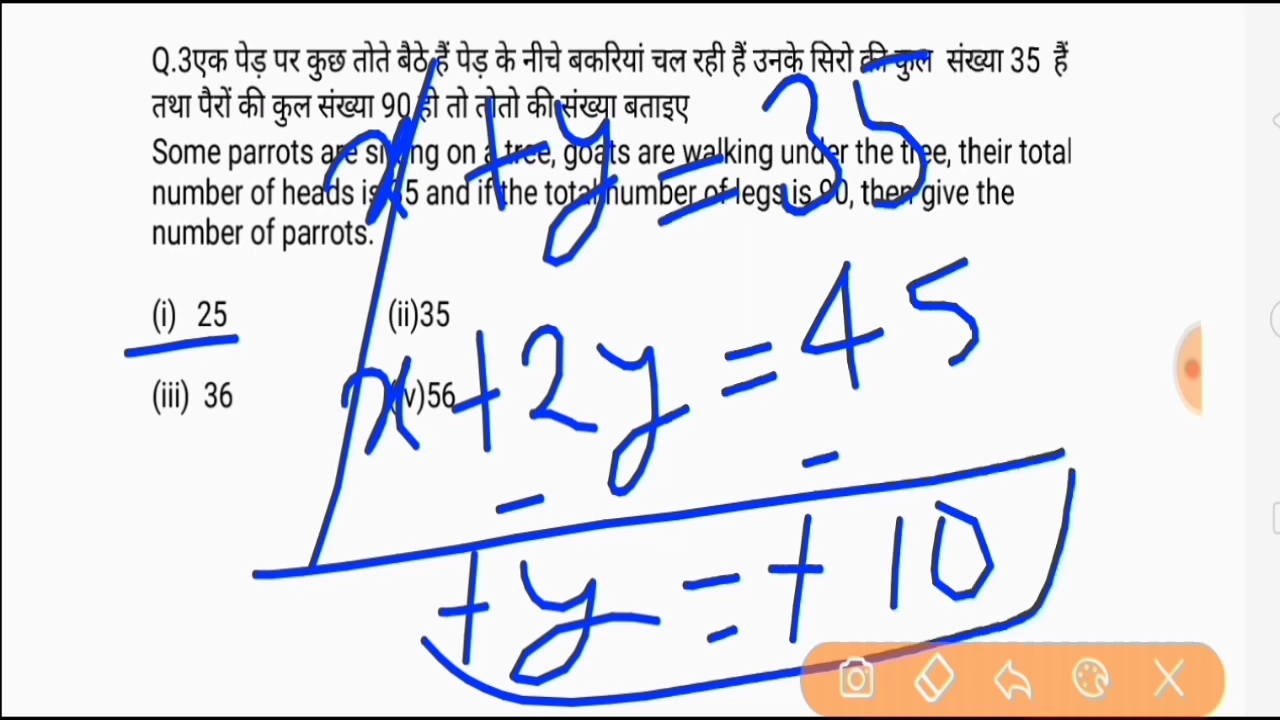 Q.3एक पेड़ पर कुछ तोते बैठे हैं पेड़ के नीचे बकरियां चल रही हैं उनके सिरो की कुल संख्या 35 हैं
तथा पैरों की कुल संख्या 90 हो तो तोतो की संख्या बताइए
Some parrots are sitting on a tree, goats are walking under the tree, their total
number of heads is 35 and if the total number of legs is 90, then give the
number of parrots.
x + y = 35
(i) 25 (ii)35
x + 2y = 45
(iii) 36 (iv)56
- -
+y = +10